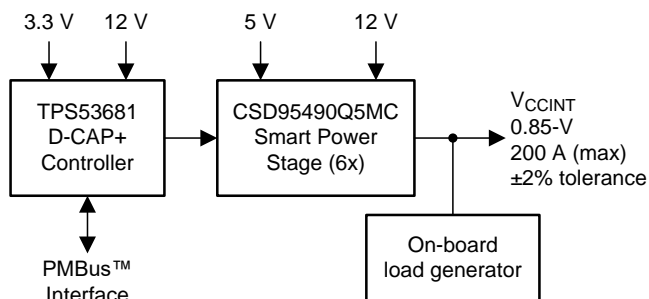 3.3 V
12 V
5 V
12 V
TPS53681
D-CAP+
Controller
CSD95490Q5MC
Smart Power
Stage (6x)
VCCINT
0.85-V
200 A (max)
±2% tolerance
On-board
load generator
PMBus™
Interface